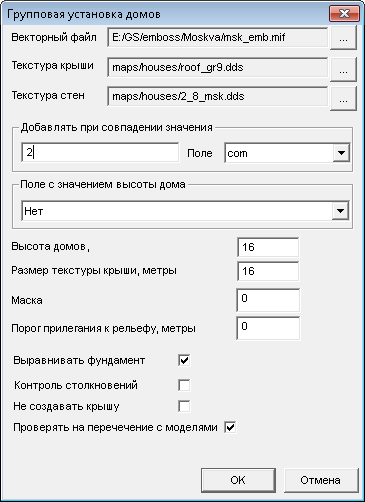 Групповая установка домов
Векторный файл E:/GS/emboss/Moskva/msk_emb.mif ...
Текстура крыши maps/houses/roof_gr9.dds ...
Текстура стен maps/houses/2_8_msk.dds ...
Добавлять при совпадении значения
2 Поле com
Поле с значением высоты дома
Нет
Высота домов, 16
Размер текстуры крыши, метры 16
Маска 0
Порог прилегания к рельефу, метры 0
Выравнивать фундамент
Контроль столкновений
Не создавать крышу
Проверять на перечечение с моделями
OK Отмена